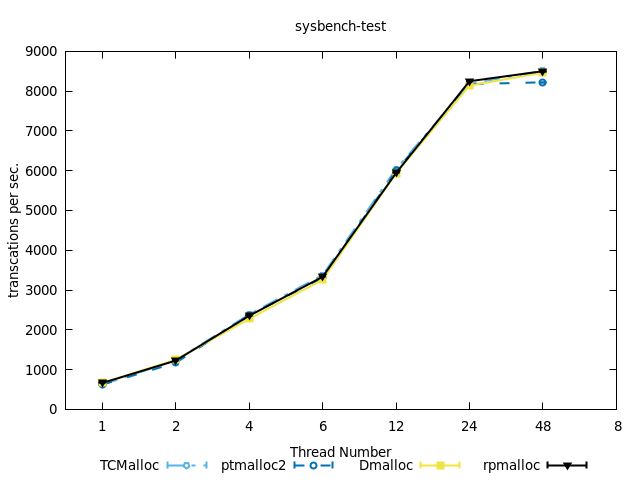 sysbench-test
9000
8000
7000
6000
5000
4000
3000
2000
1000
0
transcations per sec.
1 2 4 6 12 24 48 8
Thread Number
TCMalloc ptmalloc2 Dmalloc rpmalloc